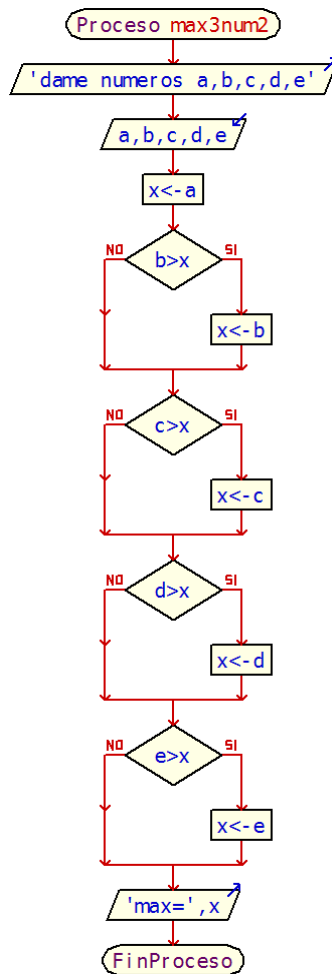 Proceso max3num2
'dame numeros a,b,c,d,e'
a,b,c,d,e
x<-a
NO
b>x
SI
x<-b
NO
c>x
SI
x<-c
NO
d>x
SI
x<-d
NO
e>x
SI
x<-e
'max=',x
FinProceso